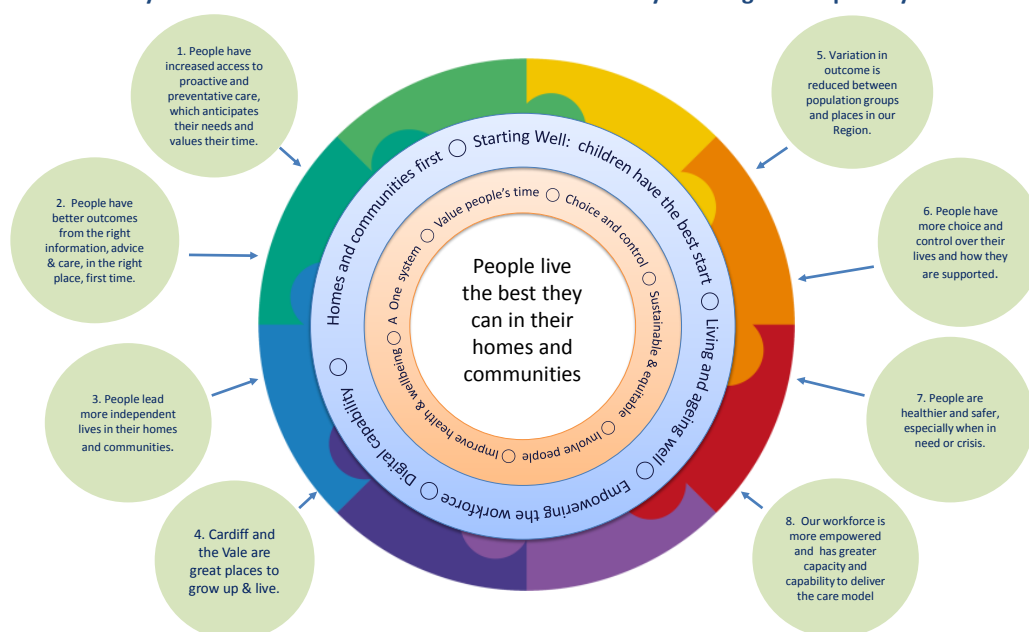 1. People have
increased access to
proactive and
preventative care,
which anticipates
their needs and
values their time.
2. People have
better outcomes
from the right
information, advice
& care, in the right
place, first time.
3. People lead
more independent
lives in their homes
and communities.
4. Cardiff and
the Vale are
great places to
grow up & live.
5. Variation in
outcome is
reduced between
population groups
and places in our
Region.
6. People have
more choice and
control over their
lives and how they
are supported.
7. People are
healthier and safer,
especially when in
need or crisis.
8. Our workforce is
more empowered
and has greater
capacity and
capability to deliver
the care model
Homes and communities first
Starting Well: children have the best start
Living and ageing well
Empowering the workforce
Digital capability
Value people's time
Choice and control
Sustainable & equitable
Involve people
Improve health & wellbeing
A One system
People live
the best they
can in their
homes and
communities